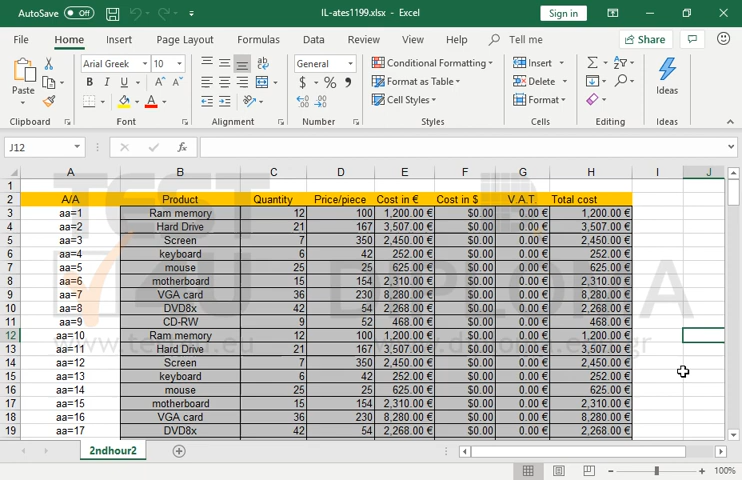 AutoSave Off IL-ates1199.xlsx - Excel Sign in
File Home Insert Page Layout Formulas Data Review View Help Tell me Share
Paste Arial Greek 10 General Conditional Formatting Insert Ideas
B I U $ % Format as Table Delete
Cell Styles Format
Clipboard Font Alignment Number Styles Cells Editing Ideas
J12 fx
A B C D E F G H I J
1
2 A/A Product Quantity Price/piece Cost in € Cost in $ V.A.T. Total cost
3 aa=1 Ram memory 12 100 1,200.00 € $0.00 0.00 € 1,200.00 €
4 aa=2 Hard Drive 21 167 3,507.00 € $0.00 0.00 € 3,507.00 €
5 aa=3 Screen 7 350 2,450.00 € $0.00 0.00 € 2,450.00 €
6 aa=4 keyboard 6 42 252.00 € $0.00 0.00 € 252.00 €
7 aa=5 mouse 25 25 625.00 € $0.00 0.00 € 625.00 €
8 aa=6 motherboard 15 154 2,310.00 € $0.00 0.00 € 2,310.00 €
9 aa=7 VGA card 36 230 8,280.00 € $0.00 0.00 € 8,280.00 €
10 aa=8 DVD8x 42 54 2,268.00 € $0.00 0.00 € 2,268.00 €
11 aa=9 CD-RW 9 52 468.00 € $0.00 0.00 € 468.00 €
12 aa=10 Ram memory 12 100 1,200.00 € $0.00 0.00 € 1,200.00 €
13 aa=11 Hard Drive 21 167 3,507.00 € $0.00 0.00 € 3,507.00 €
14 aa=12 Screen 7 350 2,450.00 € $0.00 0.00 € 2,450.00 €
15 aa=13 keyboard 6 42 252.00 € $0.00 0.00 € 252.00 €
16 aa=14 mouse 25 25 625.00 € $0.00 0.00 € 625.00 €
17 aa=15 motherboard 15 154 2,310.00 € $0.00 0.00 € 2,310.00 €
18 aa=16 VGA card 36 230 8,280.00 € $0.00 0.00 € 8,280.00 €
19 aa=17 DVD8x 42 54 2,268.00 € $0.00 0.00 € 2,268.00 €
2ndhour2
100%
TEST
4U DIPLOMA